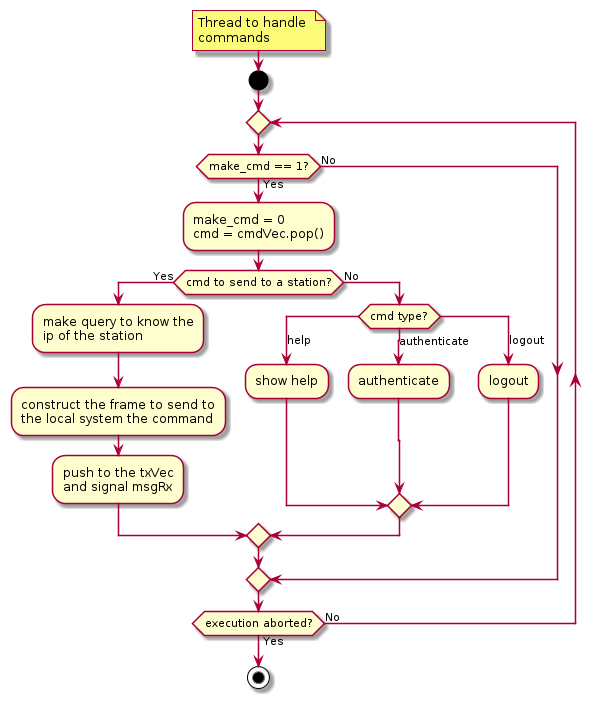 Thread to handle
commands
make_cmd == 1?
No
Yes
make_cmd = 0
cmd = cmdVec.pop()
Yes
cmd to send to a station?
No
make query to know the
ip of the station
cmd type?
help
authenticate
logout
show help
authenticate
logout
construct the frame to send to
the local system the command
push to the txVec
and signal msgRx
execution aborted?
No
Yes